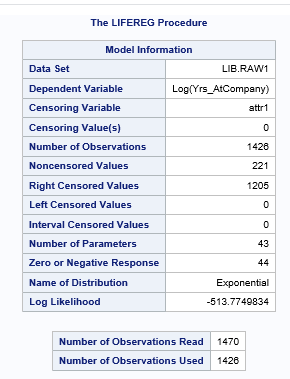 The LIFEREG Procedure
Model Information
Data Set LIB.RAW1
Dependent Variable Log(Yrs_AtCompany)
Censoring Variable attr1
Censoring Value(s) 0
Number of Observations 1426
Noncensored Values 221
Right Censored Values 1205
Left Censored Values 0
Interval Censored Values 0
Number of Parameters 43
Zero or Negative Response 44
Name of Distribution Exponential
Log Likelihood -513.7749834
Number of Observations Read 1470
Number of Observations Used 1426